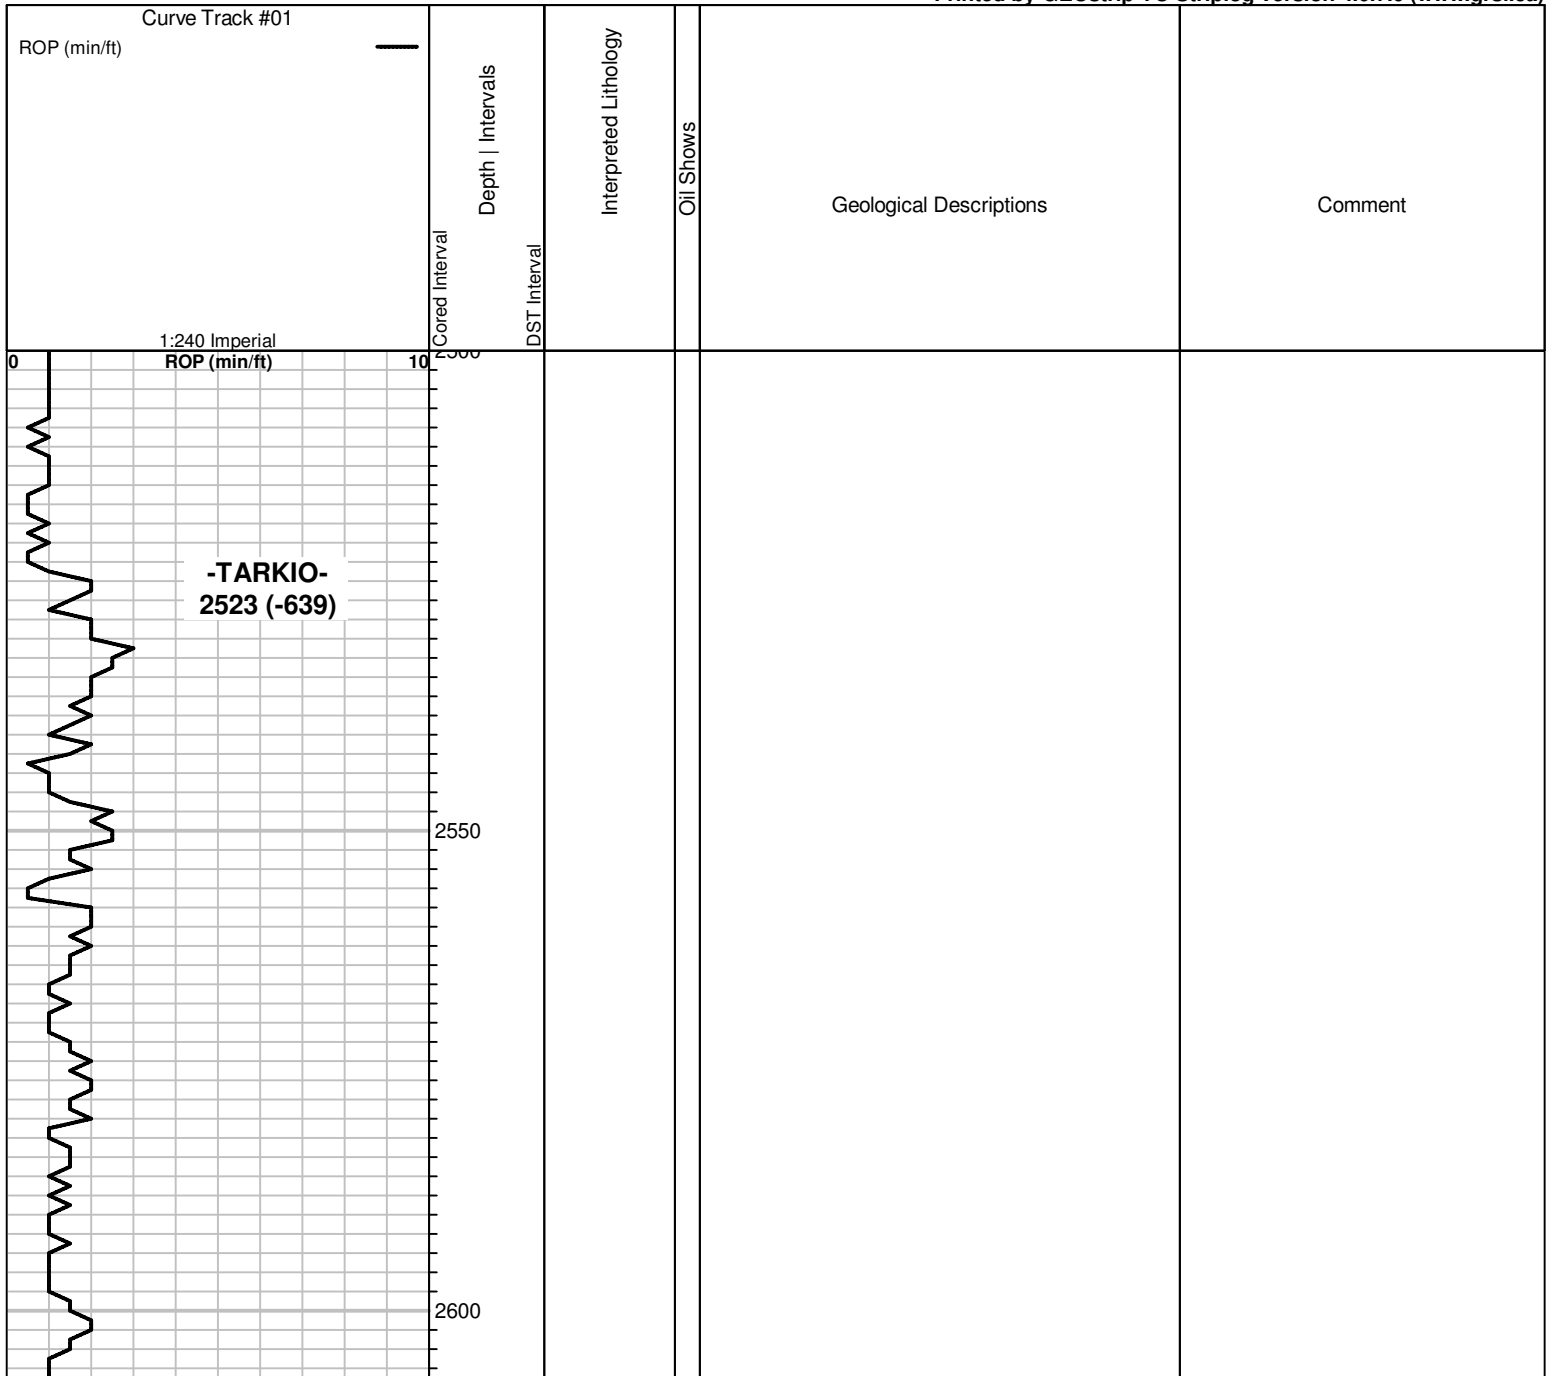 Curve Track #01
ROP (min/ft)
Depth | Intervals
Cored Interval
DST Interval
Interpreted Lithology
Oil Shows
Geological Descriptions
Comment
1:240 Imperial
0 ROP (min/ft) 10
2500
-TARKIO-
2523 (-639)
2550
2600